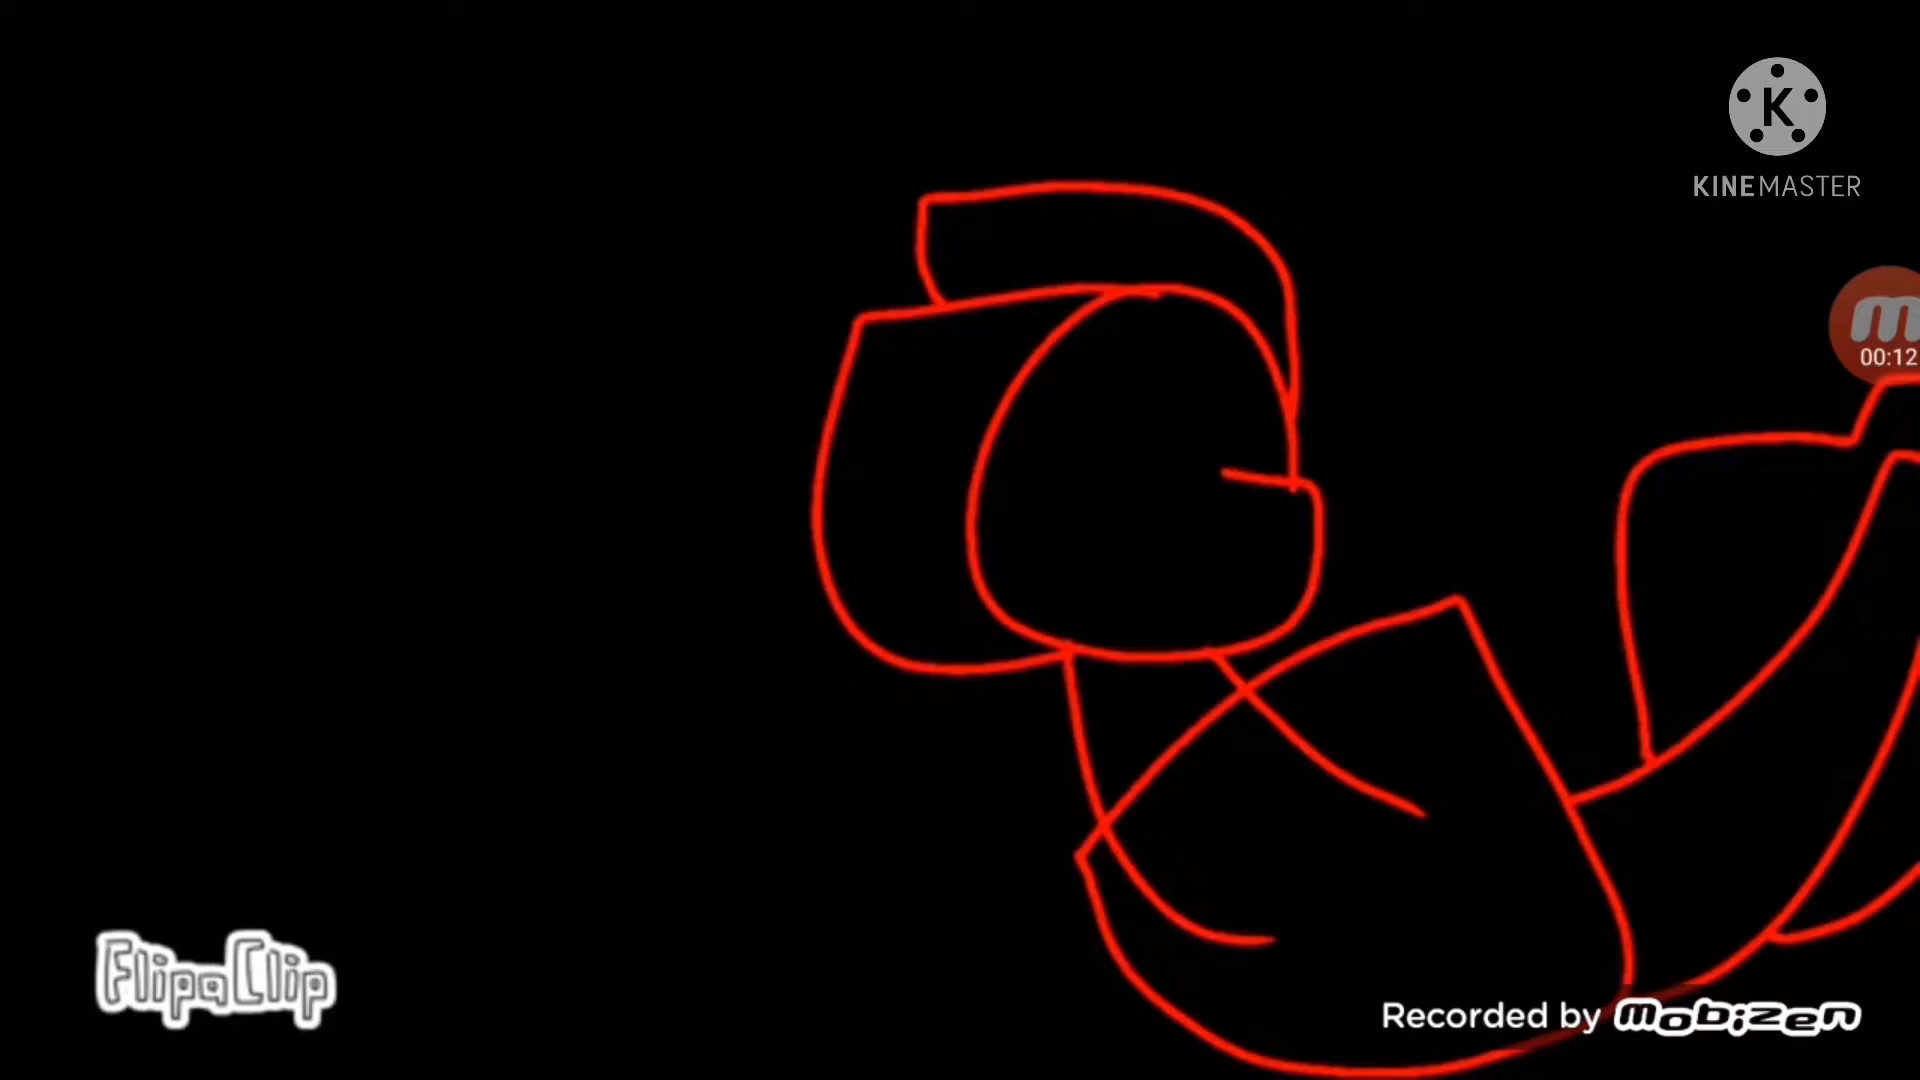 K
KINEMASTER
m
00:12
FlipaClip
Recorded by mobizen